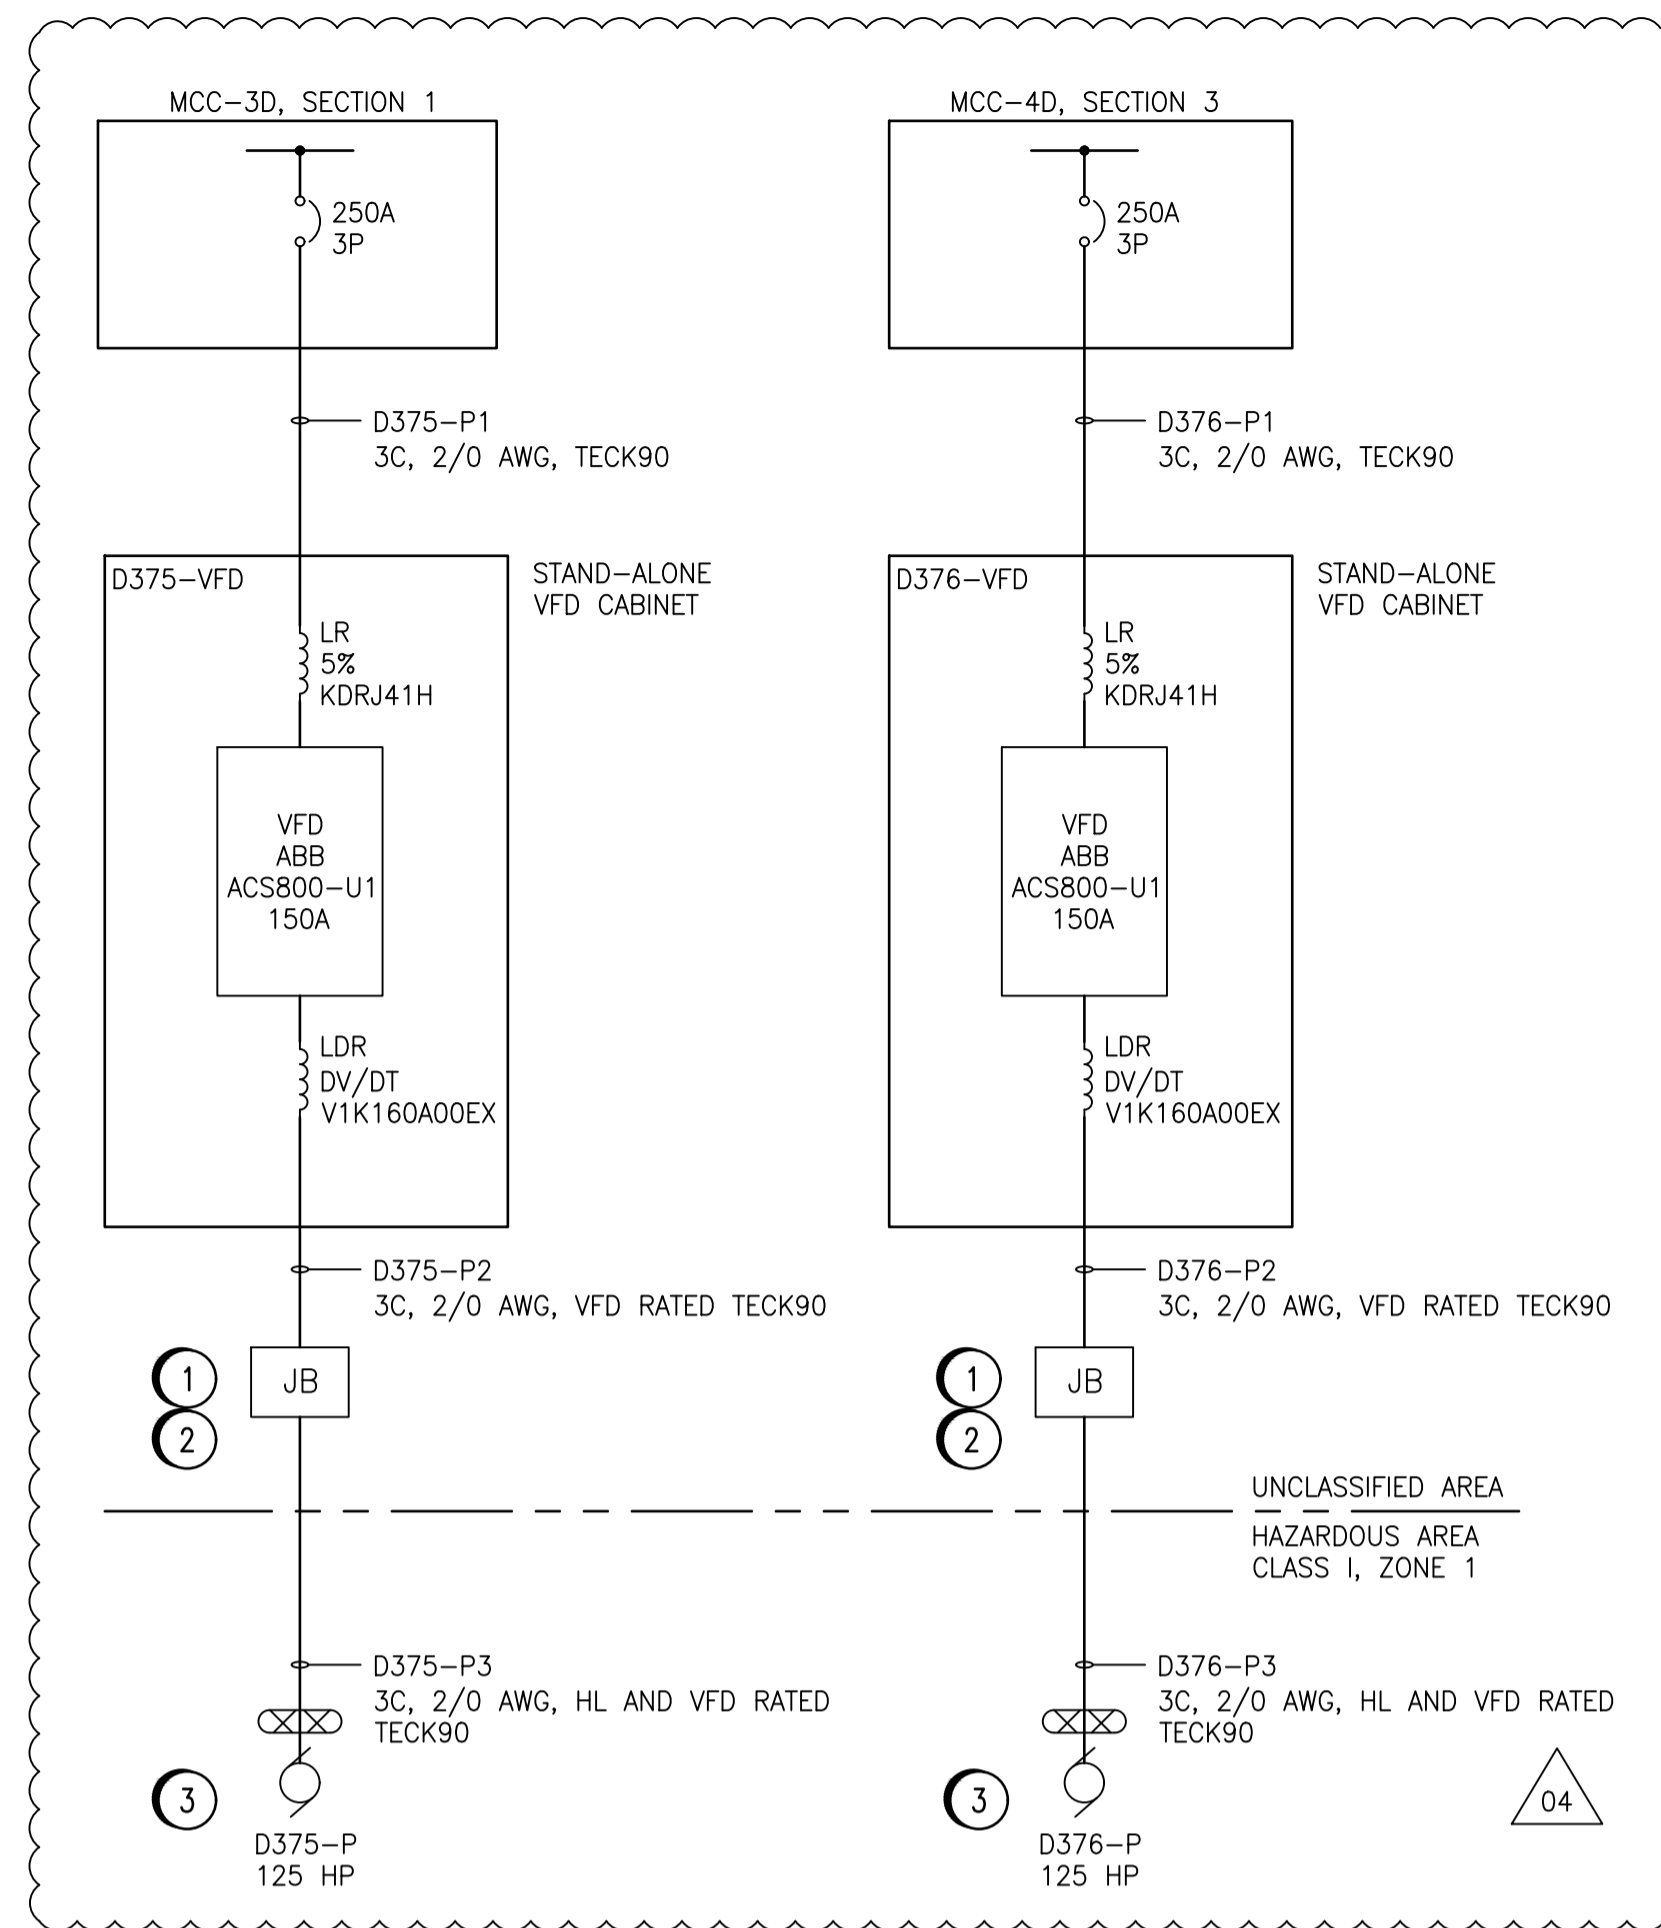 MCC-3D, SECTION 1
250A
3P
D375-P1
3C, 2/0 AWG, TECK90
D375-VFD
STAND-ALONE
VFD CABINET
LR
5%
KDRJ41H
VFD
ABB
ACS800-U1
150A
LDR
DV/DT
V1K160A00EX
D375-P2
3C, 2/0 AWG, VFD RATED TECK90
1
JB
2
D375-P3
3C, 2/0 AWG, HL AND VFD RATED
TECK90
3
D375-P
125 HP
MCC-4D, SECTION 3
250A
3P
D376-P1
3C, 2/0 AWG, TECK90
D376-VFD
STAND-ALONE
VFD CABINET
LR
5%
KDRJ41H
VFD
ABB
ACS800-U1
150A
LDR
DV/DT
V1K160A00EX
D376-P2
3C, 2/0 AWG, VFD RATED TECK90
1
JB
2
UNCLASSIFIED AREA
HAZARDOUS AREA
CLASS I, ZONE 1
D376-P3
3C, 2/0 AWG, HL AND VFD RATED
TECK90
3
D376-P
125 HP
04